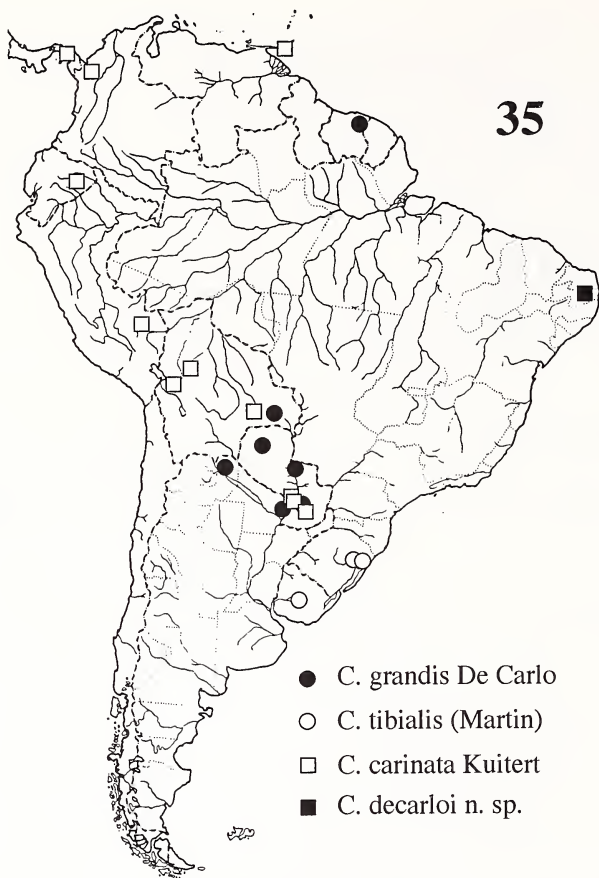 35
● C. grandis De Carlo
○ C. tibialis (Martin)
□ C. carinata Kuitert
■ C. decarloi n. sp.